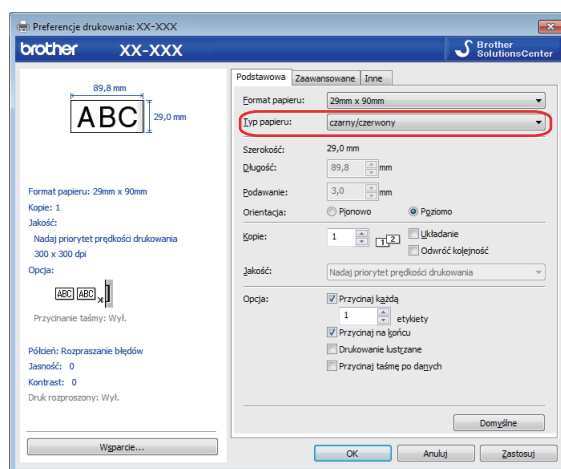 Preferencje drukowania: XX-XXX
brother XX-XXX
Brother
SolutionsCenter
89,8 mm
ABC
29,0 mm
Format papieru: 29mm x 90mm
Kopie: 1
Jakość:
Nadaj priorytet prędkości drukowania
300 x 300 dpi
Opcja:
ABC ABC
Przycinanie taśmy: Wył.
Półcień: Rozpraszanie błędów
Jasność: 0
Kontrast: 0
Druk rozproszony: Wył.
Wsparcie...
Podstawowa Zaawansowane Inne
Format papieru: 29mm x 90mm
Typ papieru: czarny/czerwony
Szerokość: 29,0 mm
Długość: 89,8 mm
Podawanie: 3,0 mm
Orientacja: Pionowo Poziomo
Kopie: 1 1 2 Układanie
Odwróć kolejność
Jakość: Nadaj priorytet prędkości drukowania
Opcja: Przycinaj każdą
1 etykiety
Przycinaj na końcu
Drukowanie lustrzane
Przycinaj taśmę po danych
Domyślne
OK Anuluj Zastosuj